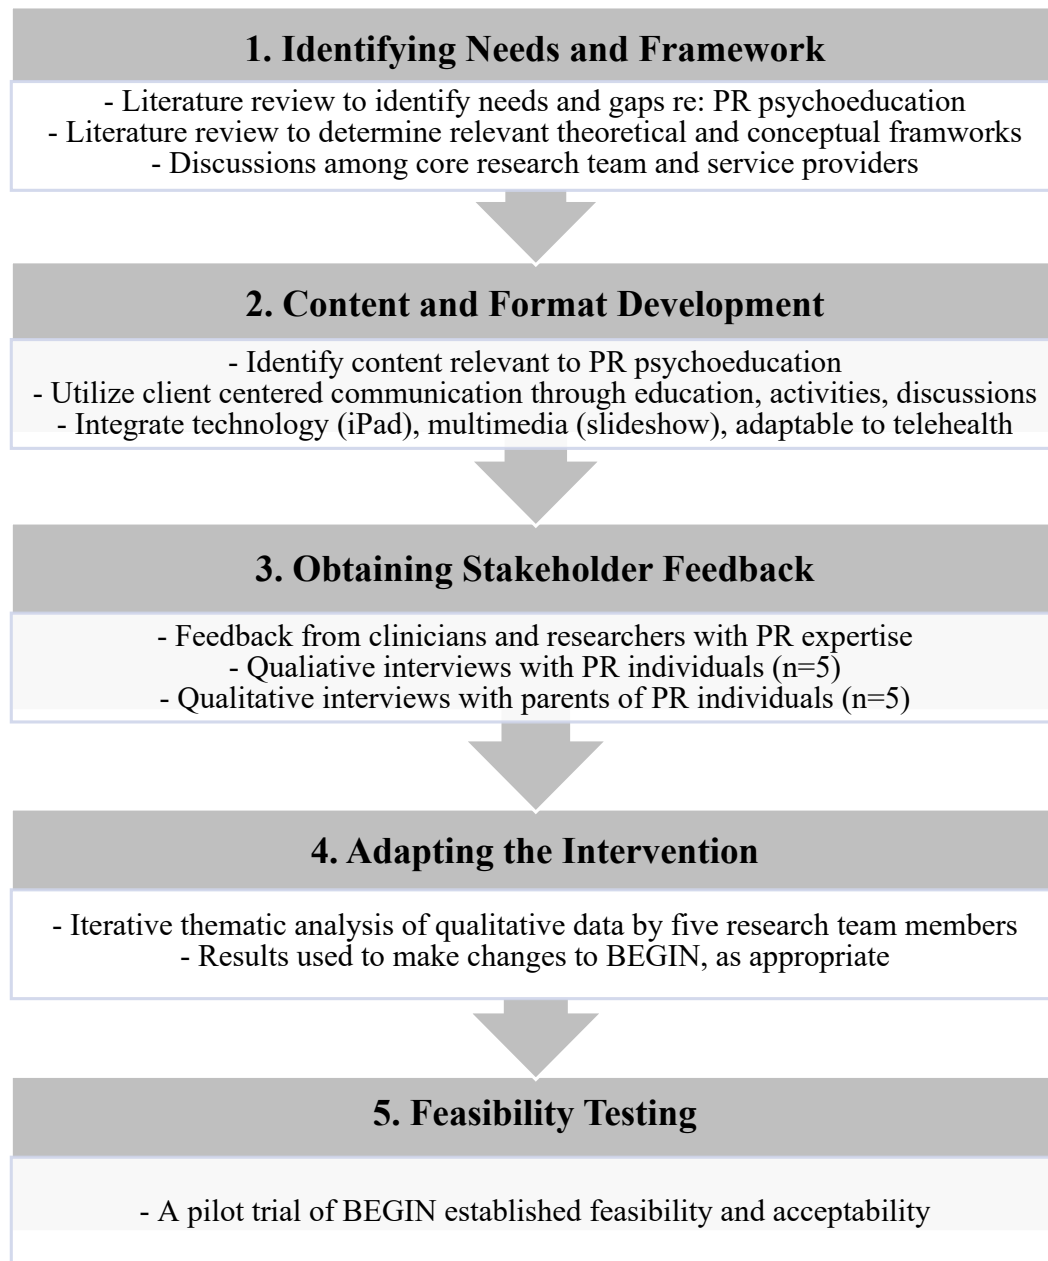 1. Identifying Needs and Framework
- Literature review to identify needs and gaps re: PR psychoeducation
- Literature review to determine relevant theoretical and conceptual framworks
- Discussions among core research team and service providers
2. Content and Format Development
- Identify content relevant to PR psychoeducation
- Utilize client centered communication through education, activities, discussions
- Integrate technology (iPad), multimedia (slideshow), adaptable to telehealth
3. Obtaining Stakeholder Feedback
- Feedback from clinicians and researchers with PR expertise
- Qualiative interviews with PR individuals (n=5)
- Qualitative interviews with parents of PR individuals (n=5)
4. Adapting the Intervention
- Iterative thematic analysis of qualitative data by five research team members
- Results used to make changes to BEGIN, as appropriate
5. Feasibility Testing
- A pilot trial of BEGIN established feasibility and acceptability